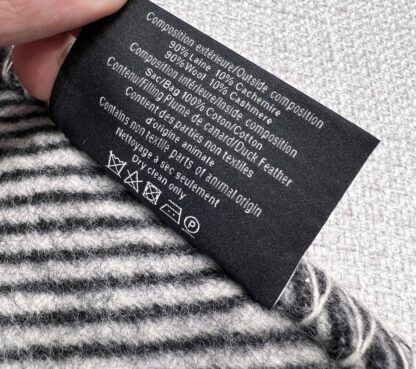 Composition extérieure/Outside composition
90% Laine 10% Cachemire
90% Wool 10% Cashmere
Composition intérieure/Inside composition
Sac/Bag 100% Coton/Cotton
Contenu/Filling Plume de Canard/Duck Feather
Contient des parties non textiles
d'origine animale
Contains non textile parts of animal origin
Nettoyage à sec seulement
Dry clean only
P